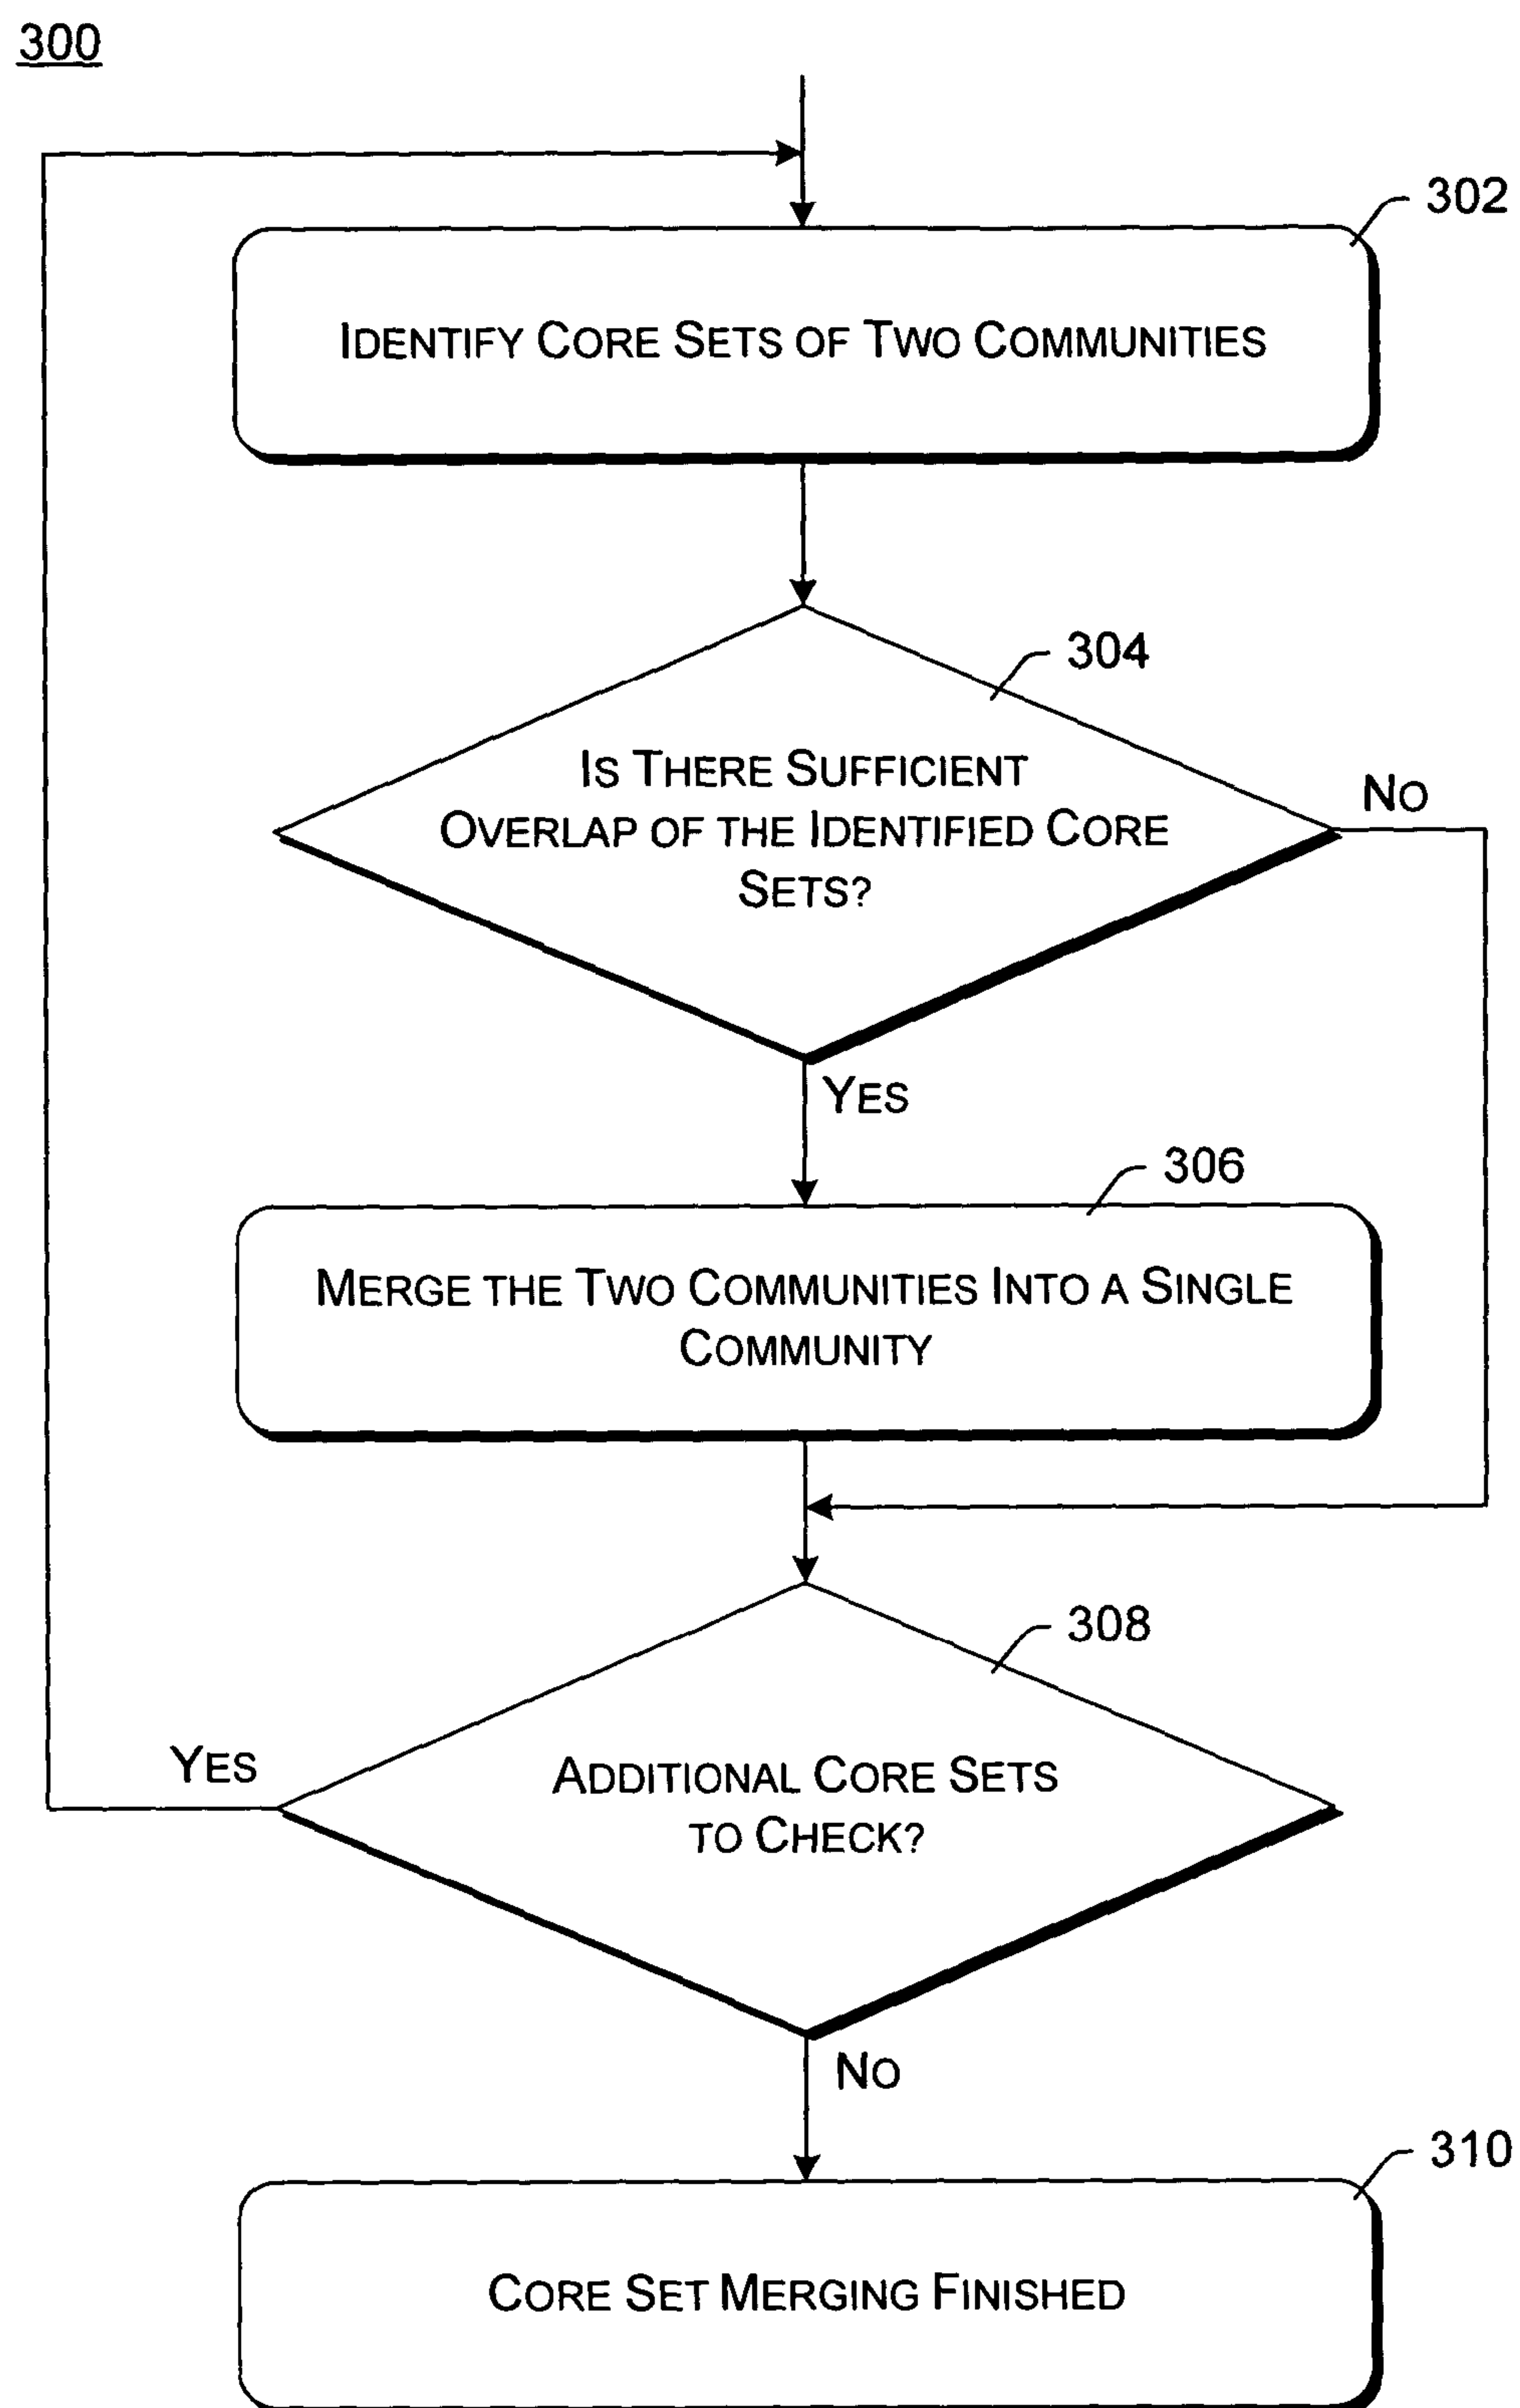 300
302
IDENTIFY CORE SETS OF TWO COMMUNITIES
304
IS THERE SUFFICIENT
OVERLAP OF THE IDENTIFIED CORE
SETS?
NO
YES
306
MERGE THE TWO COMMUNITIES INTO A SINGLE
COMMUNITY
308
ADDITIONAL CORE SETS
TO CHECK?
YES
NO
310
CORE SET MERGING FINISHED